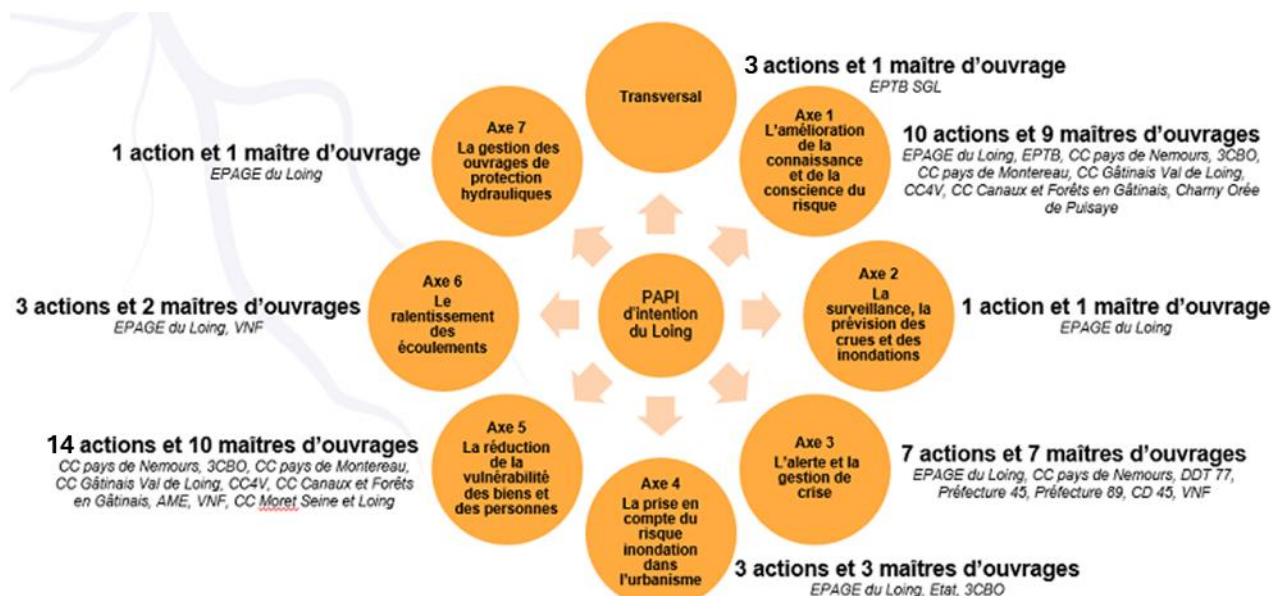 Transversal
3 actions et 1 maître d'ouvrage
EPTB SGL
Axe 1
L'amélioration
de la
connaissance
et de la
conscience du
risque
10 actions et 9 maîtres d'ouvrages
EPAGE du Loing, EPTB, CC pays de Nemours, 3CBO,
CC pays de Montereau, CC Gâtinais Val de Loing,
CC4V, CC Canaux et Forêts en Gâtinais, Charny Orée
de Puisaye
Axe 2
La
surveillance, la
prévision des
crues et des
inondations
1 action et 1 maître d'ouvrage
EPAGE du Loing
Axe 3
L'alerte et la
gestion de
crise
7 actions et 7 maîtres d'ouvrages
EPAGE du Loing, CC pays de Nemours, DDT 77,
Préfecture 45, Préfecture 89, CD 45, VNF
Axe 4
La prise en
compte du
risque
inondation
dans
l'urbanisme
3 actions et 3 maîtres d'ouvrages
EPAGE du Loing, Etat, 3CBO
Axe 5
La réduction
de la
vulnérabilité
des biens et
des personnes
14 actions et 10 maîtres d'ouvrages
CC pays de Nemours, 3CBO, CC pays de Montereau,
CC Gâtinais Val de Loing, CC4V, CC Canaux et Forêts
en Gâtinais, AME, VNF, CC Moret Seine et Loing
Axe 6
Le
ralentissement
des
écoulements
3 actions et 2 maîtres d'ouvrages
EPAGE du Loing, VNF
Axe 7
La gestion des
ouvrages de
protection
hydrauliques
1 action et 1 maître d'ouvrage
EPAGE du Loing
PAPI
d'intention
du Loing